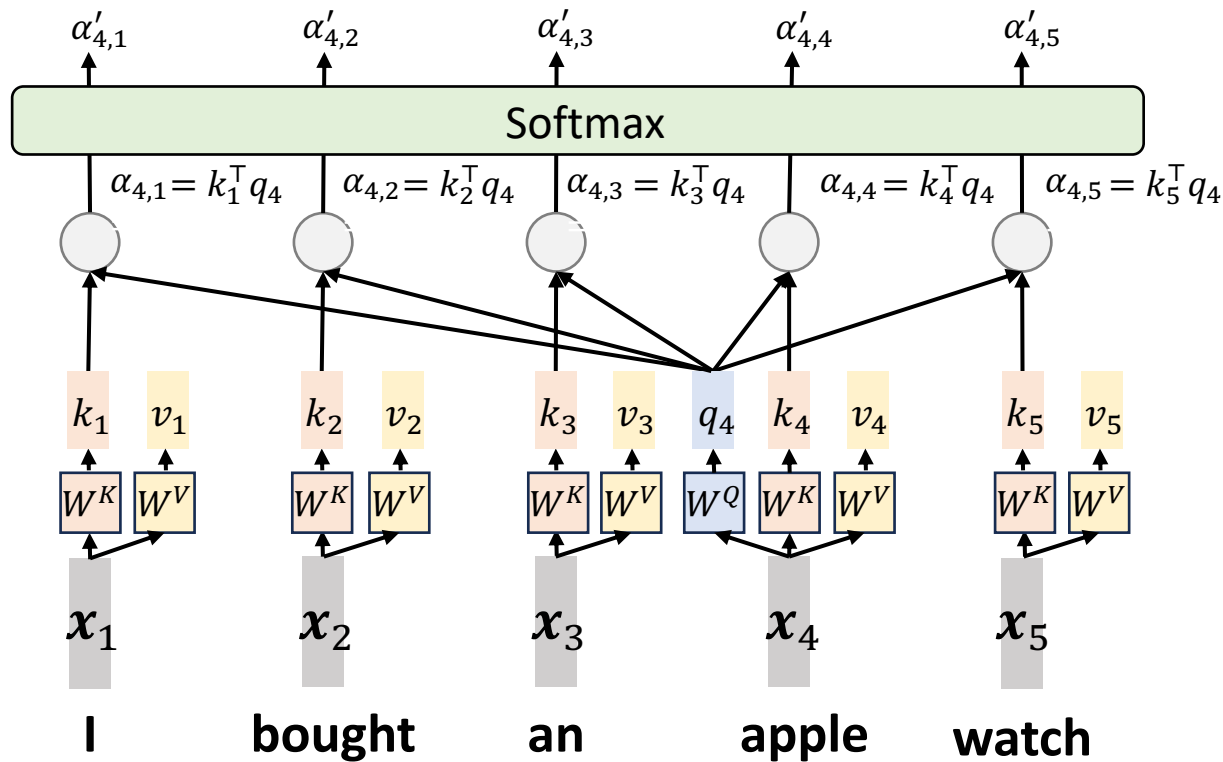 α′₄,₁ α′₄,₂ α′₄,₃ α′₄,₄ α′₄,₅
Softmax
α₄,₁ = k₁ᵀq₄ α₄,₂ = k₂ᵀq₄ α₄,₃ = k₃ᵀq₄ α₄,₄ = k₄ᵀq₄ α₄,₅ = k₅ᵀq₄
k₁ v₁ k₂ v₂ k₃ v₃ q₄ k₄ v₄ k₅ v₅
W^K W^V W^K W^V W^K W^V W^Q W^K W^V W^K W^V
x₁ x₂ x₃ x₄ x₅
I bought an apple watch